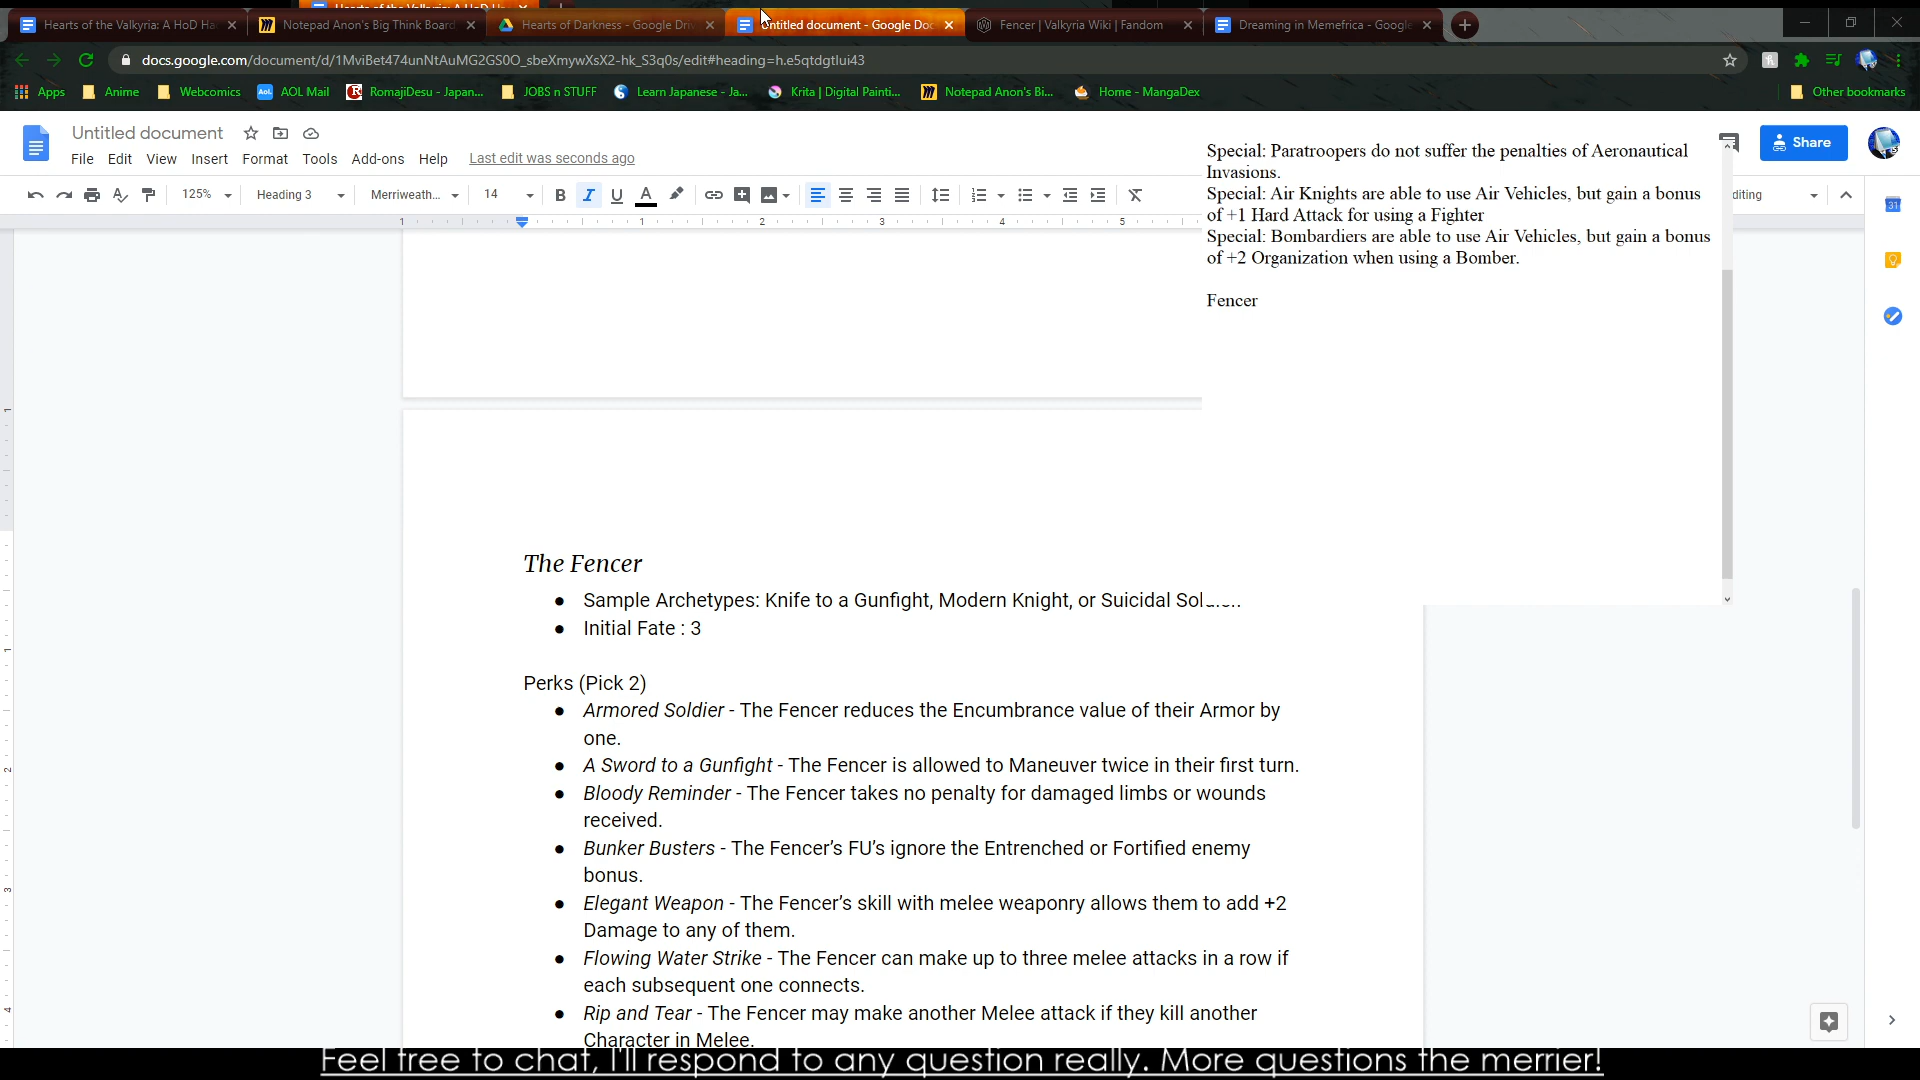 Hearts of the Valkyria: A HoD Ha
Notepad Anon's Big Think Board
Hearts of Darkness - Google Driv
Untitled document - Google Doc
Fencer | Valkyria Wiki | Fandom
Dreaming in Memefrica - Google
docs.google.com/document/d/1MviBet474unNtAuMG2GS0O_sbeXmywXsX2-hk_S3q0s/edit#heading=h.e5qtdgtlui43
Apps
Anime
Webcomics
AOL Mail
RomajiDesu - Japan...
JOBS n STUFF
Learn Japanese - Ja...
Krita | Digital Painti...
Notepad Anon's Bi...
Home - MangaDex
Other bookmarks
Untitled document
File Edit View Insert Format Tools Add-ons Help Last edit was seconds ago
Share
125% Heading 3 Merriweath... 14
diting
Special: Paratroopers do not suffer the penalties of Aeronautical
Invasions.
Special: Air Knights are able to use Air Vehicles, but gain a bonus
of +1 Hard Attack for using a Fighter
Special: Bombardiers are able to use Air Vehicles, but gain a bonus
of +2 Organization when using a Bomber.
Fencer
The Fencer
● Sample Archetypes: Knife to a Gunfight, Modern Knight, or Suicidal
● Initial Fate : 3
Perks (Pick 2)
● Armored Soldier - The Fencer reduces the Encumbrance value of their Armor by
one.
● A Sword to a Gunfight - The Fencer is allowed to Maneuver twice in their first turn.
● Bloody Reminder - The Fencer takes no penalty for damaged limbs or wounds
received.
● Bunker Busters - The Fencer's FU's ignore the Entrenched or Fortified enemy
bonus.
● Elegant Weapon - The Fencer's skill with melee weaponry allows them to add +2
Damage to any of them.
● Flowing Water Strike - The Fencer can make up to three melee attacks in a row if
each subsequent one connects.
● Rip and Tear - The Fencer may make another Melee attack if they kill another
Character in Melee.
Feel free to chat, I'll respond to any question really. More questions the merrier!